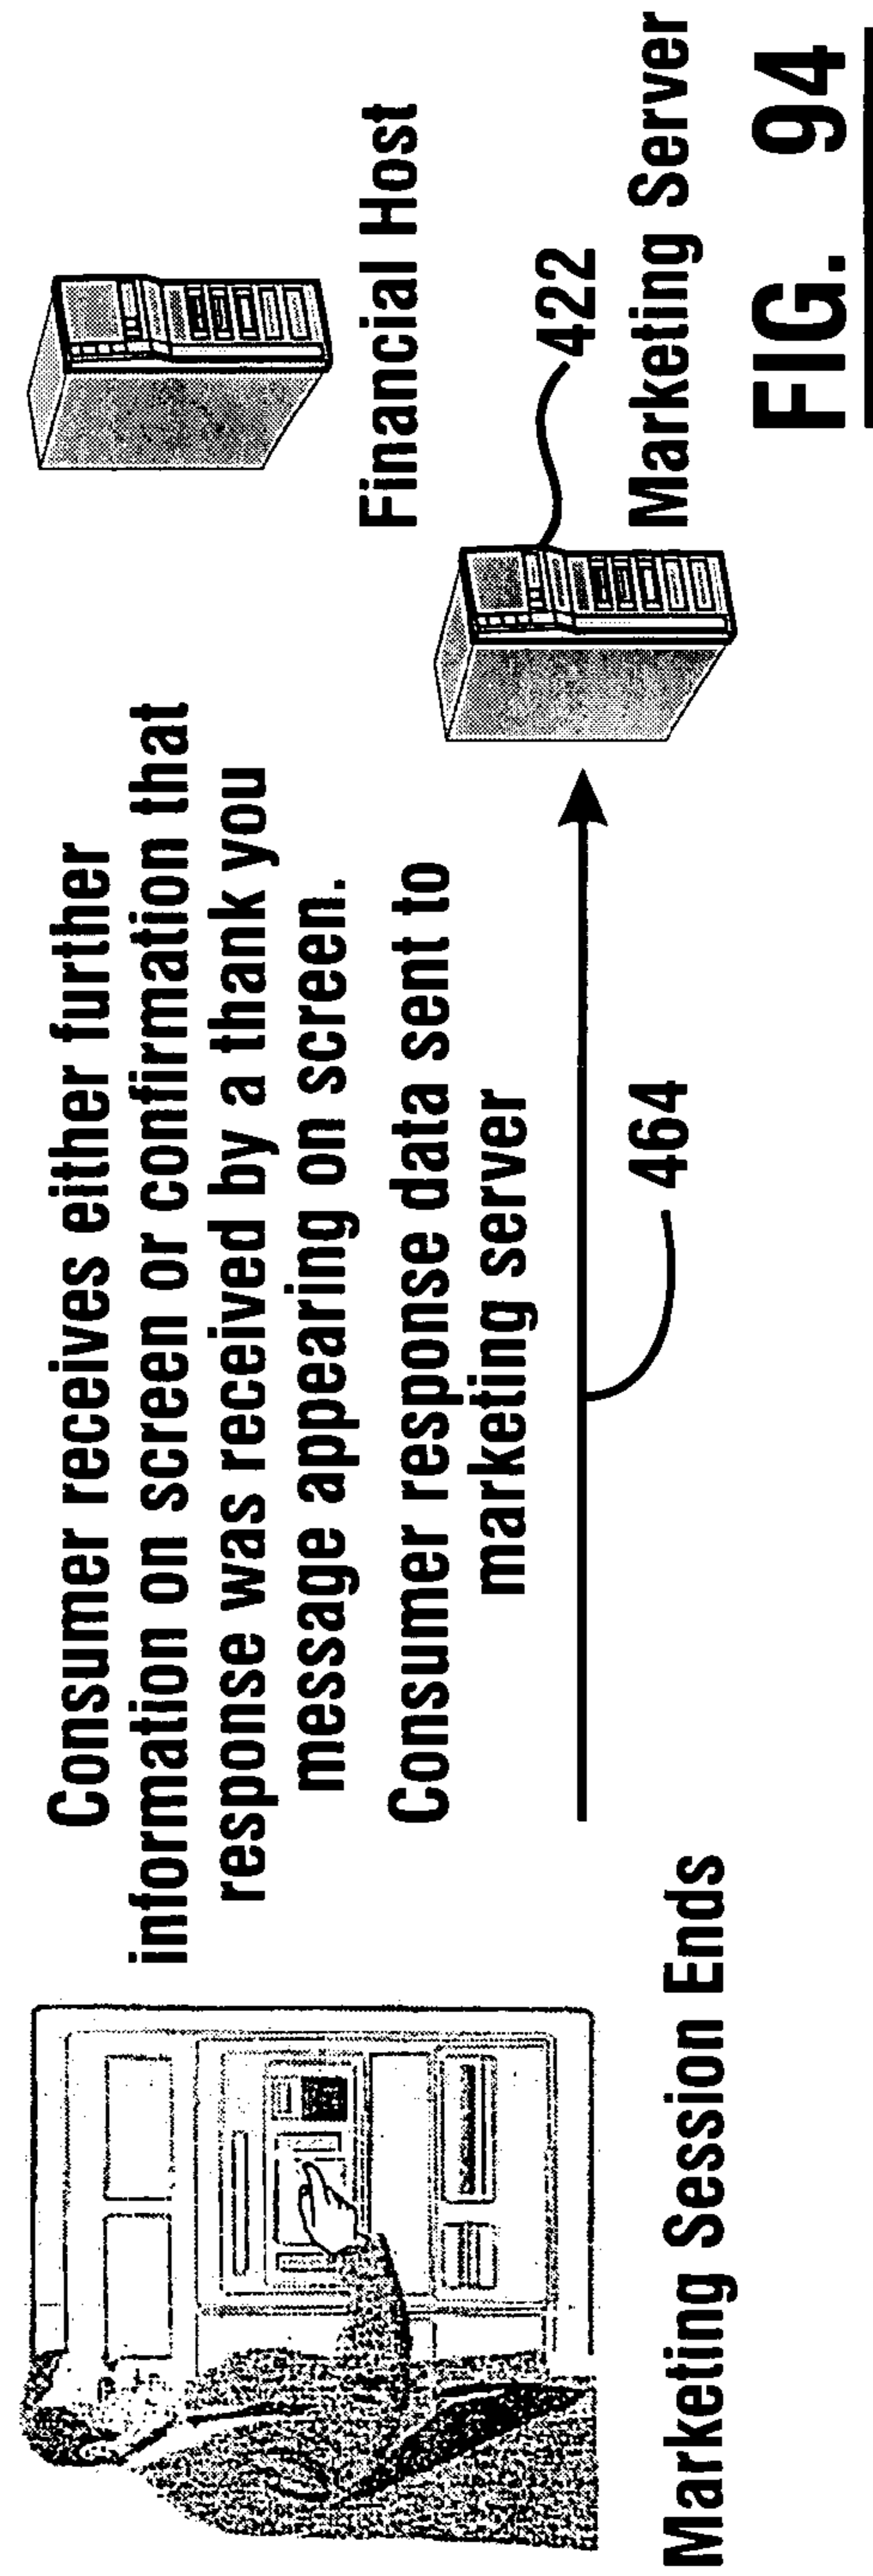 Consumer receives either further
information on screen or confirmation that
response was received by a thank you
message appearing on screen.
Financial Host
Consumer response data sent to
marketing server
422
464
Marketing Session Ends
Marketing Server
FIG. 94